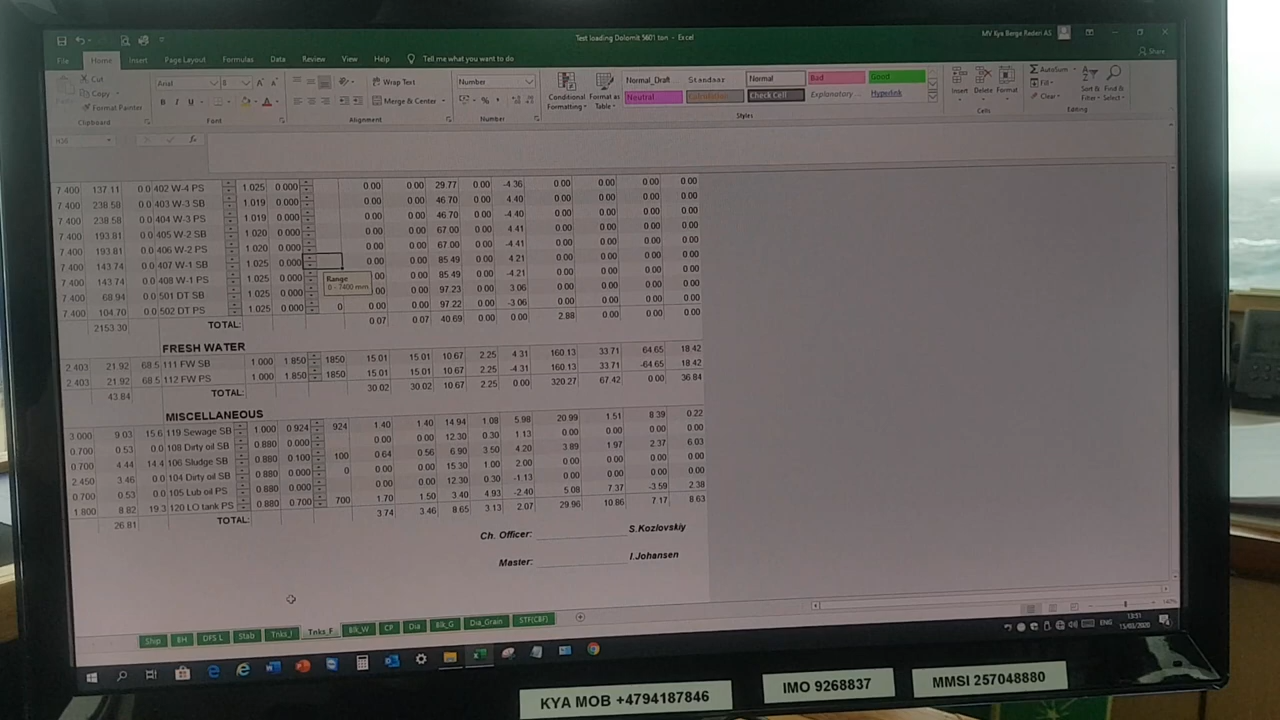 Test loading Dolomit 5601 ton - Excel
MV Kya Berge Rederi AS
File Home Insert Page Layout Formulas Data Review View Help Tell me what you want to do Share
Cut
Copy
Format Painter
Clipboard
Arial 8
Font
Wrap Text
Merge & Center
Alignment
Number
Number
Conditional Formatting
Format as Table
Normal_Draft... Standaar Normal Bad Good
Neutral Calculation Check Cell Explanatory ... Hyperlink
Styles
Insert Delete Format
Cells
AutoSum
Fill
Clear
Sort & Filter
Find & Select
Editing
7.400 137.11 0.0 402 W-4 PS 1.025 0.000 0.00 0.00 29.77 0.00 -4.36 0.00 0.00 0.00 0.00
7.400 238.58 0.0 403 W-3 SB 1.019 0.000 0.00 0.00 46.70 0.00 4.40 0.00 0.00 0.00 0.00
7.400 238.58 0.0 404 W-3 PS 1.019 0.000 0.00 0.00 46.70 0.00 -4.40 0.00 0.00 0.00 0.00
7.400 193.81 0.0 405 W-2 SB 1.020 0.000 0.00 0.00 67.00 0.00 4.41 0.00 0.00 0.00 0.00
7.400 193.81 0.0 406 W-2 PS 1.020 0.000 0.00 0.00 67.00 0.00 -4.41 0.00 0.00 0.00 0.00
7.400 143.74 0.0 407 W-1 SB 1.025 0.000 0.00 0.00 85.49 0.00 4.21 0.00 0.00 0.00 0.00
7.400 143.74 0.0 408 W-1 PS 1.025 0.000 0.00 85.49 0.00 -4.21 0.00 0.00 0.00 0.00
7.400 68.94 0.0 501 DT SB 1.025 0.000 0.00 97.23 0.00 3.06 0.00 0.00 0.00 0.00
7.400 104.70 0.0 502 DT PS 1.025 0.000 0 0.00 0.00 97.22 0.00 -3.06 0.00 0.00 0.00 0.00
2153.30 TOTAL: 0.07 0.07 40.69 0.00 0.00 2.88 0.00 0.00 0.00
Range
0 - 7400 mm
FRESH WATER
2.403 21.92 68.5 111 FW SB 1.000 1.850 1850 15.01 15.01 10.67 2.25 4.31 160.13 33.71 64.65 18.42
2.403 21.92 68.5 112 FW PS 1.000 1.850 1850 15.01 15.01 10.67 2.25 -4.31 160.13 33.71 -64.65 18.42
43.84 TOTAL: 30.02 30.02 10.67 2.25 0.00 320.27 67.42 0.00 36.84
MISCELLANEOUS
3.000 9.03 15.6 119 Sewage SB 1.000 0.924 924 1.40 1.40 14.94 1.08 5.98 20.99 1.51 8.39 0.22
0.700 0.53 0.0 108 Dirty oil SB 0.880 0.000 0.00 0.00 12.30 0.30 1.13 0.00 0.00 0.00 0.00
0.700 4.44 14.4 106 Sludge SB 0.880 0.100 100 0.64 0.56 6.90 3.50 4.20 3.89 1.97 2.37 6.03
2.450 3.46 0.0 104 Dirty oil SB 0.880 0.000 0 0.00 0.00 15.30 1.00 2.00 0.00 0.00 0.00 0.00
0.700 0.53 0.0 105 Lub oil PS 0.880 0.000 0.00 0.00 12.30 0.30 -1.13 0.00 0.00 0.00 0.00
1.800 8.82 19.3 120 LO tank PS 0.880 0.700 700 1.70 1.50 3.40 4.93 -2.40 5.08 7.37 -3.59 2.38
26.81 TOTAL: 3.74 3.46 8.65 3.13 2.07 29.96 10.86 7.17 8.63
Ch. Officer: S.Kozlovskiy
Master: I.Johansen
Ship BH DFS L Stab Tnks_I Tnks_F Blk_W CP Dia Blk_G Dia_Grain STF(CBF)
140%
ENG
13:51
15/03/2020
KYA MOB +4794187846
IMO 9268837
MMSI 257048880